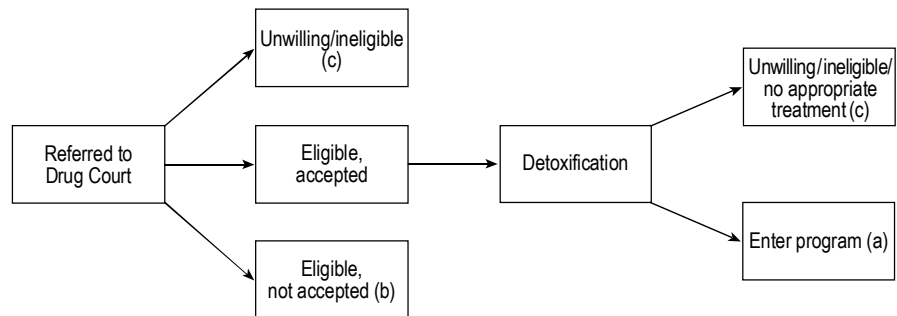 Unwilling/ineligible
(c)
Referred to
Drug Court
Eligible,
accepted
Eligible,
not accepted (b)
Detoxification
Unwilling/ineligible/
no appropriate
treatment (c)
Enter program (a)